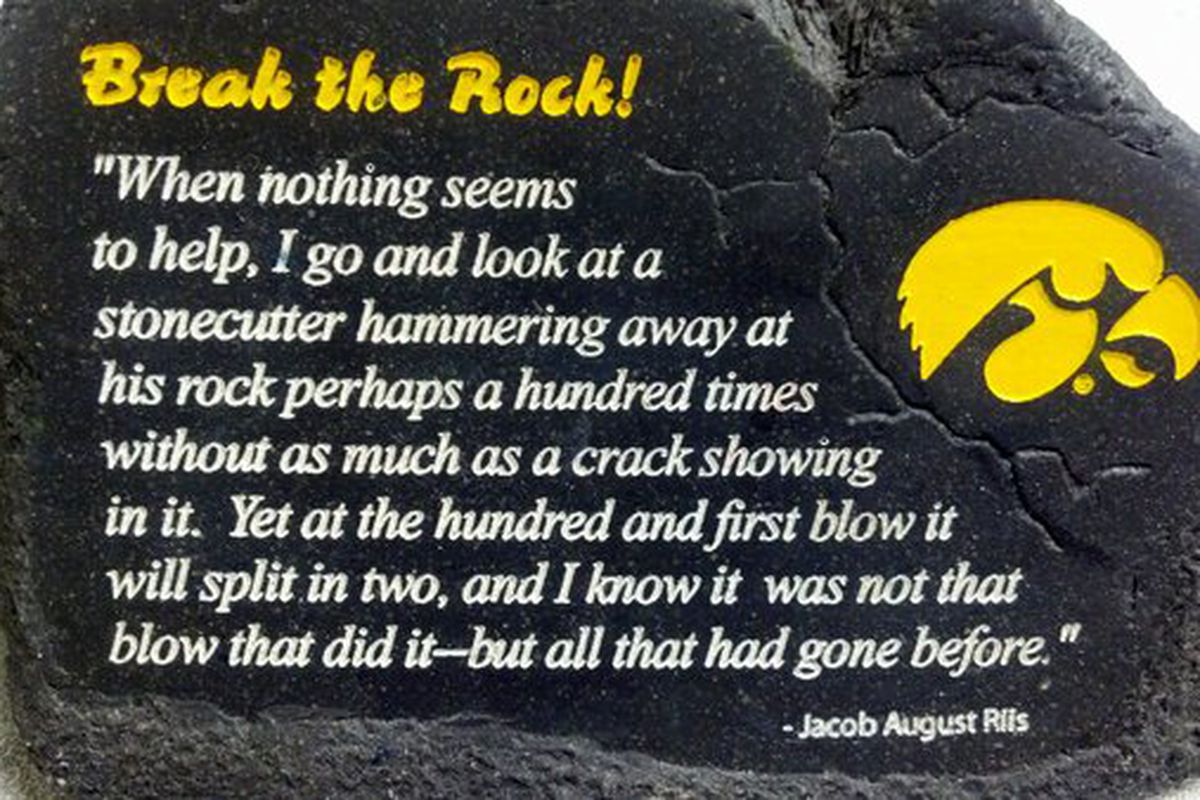 Break the Rock!
"When nothing seems
to help, I go and look at a
stonecutter hammering away at
his rock perhaps a hundred times
without as much as a crack showing
in it. Yet at the hundred and first blow it
will split in two, and I know it was not that
blow that did it—but all that had gone before."
- Jacob August Riis